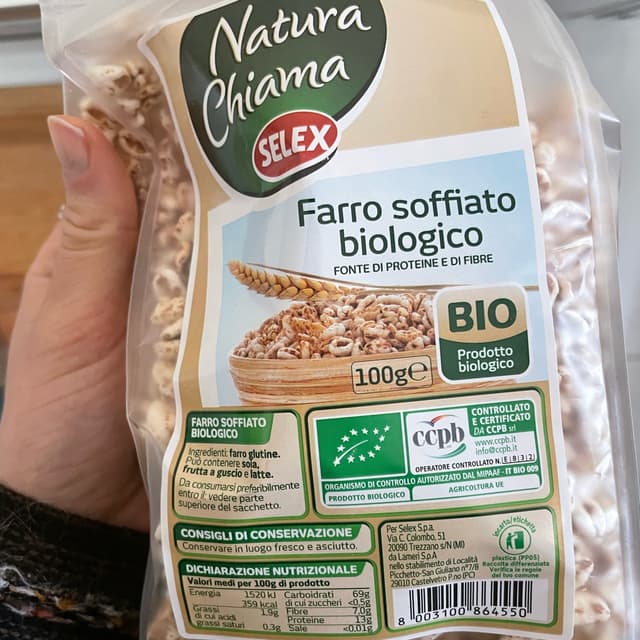 Natura
Chiama
SELEX
Farro soffiato
biologico
FONTE DI PROTEINE E DI FIBRE
BIO
Prodotto
biologico
100g℮
FARRO SOFFIATO
BIOLOGICO
Ingredienti: farro glutine.
Può contenere soia,
frutta a guscio e latte.
Da consumarsi preferibilmente
entro il: vedere parte
superiore del sacchetto.
ccpb
CONTROLLATO
E CERTIFICATO
DA CCPB srl
www.ccpb.it
info@ccpb.it
OPERATORE CONTROLLATO N. E 8 3 2
ORGANISMO DI CONTROLLO AUTORIZZATO DAL MIPAAF - IT BIO 009
PRODOTTO BIOLOGICO
AGRICOLTURA UE
CONSIGLI DI CONSERVAZIONE
Conservare in luogo fresco e asciutto.
DICHIARAZIONE NUTRIZIONALE
Valori medi per 100g di prodotto
Energia 1520 kJ
359 kcal
Grassi 1.9g
di cui acidi
grassi saturi 0.3g
Carboidrati 69g
di cui zuccheri <0.5g
Fibre 7,0g
Proteine 13g
Sale <0.01g
Per Selex S.p.a.
Via C. Colombo, 51
20090 Trezzano s/N (MI)
da Lameri S.p.A
nello stabilimento di Località
Picchetto-San Giuliano n°7/8
29010 Castelvetro P.no (PC)
incarto/etichetta
plastica (PP05)
Raccolta differenziata
Verifica le regole
del tuo comune
8 003100 864550